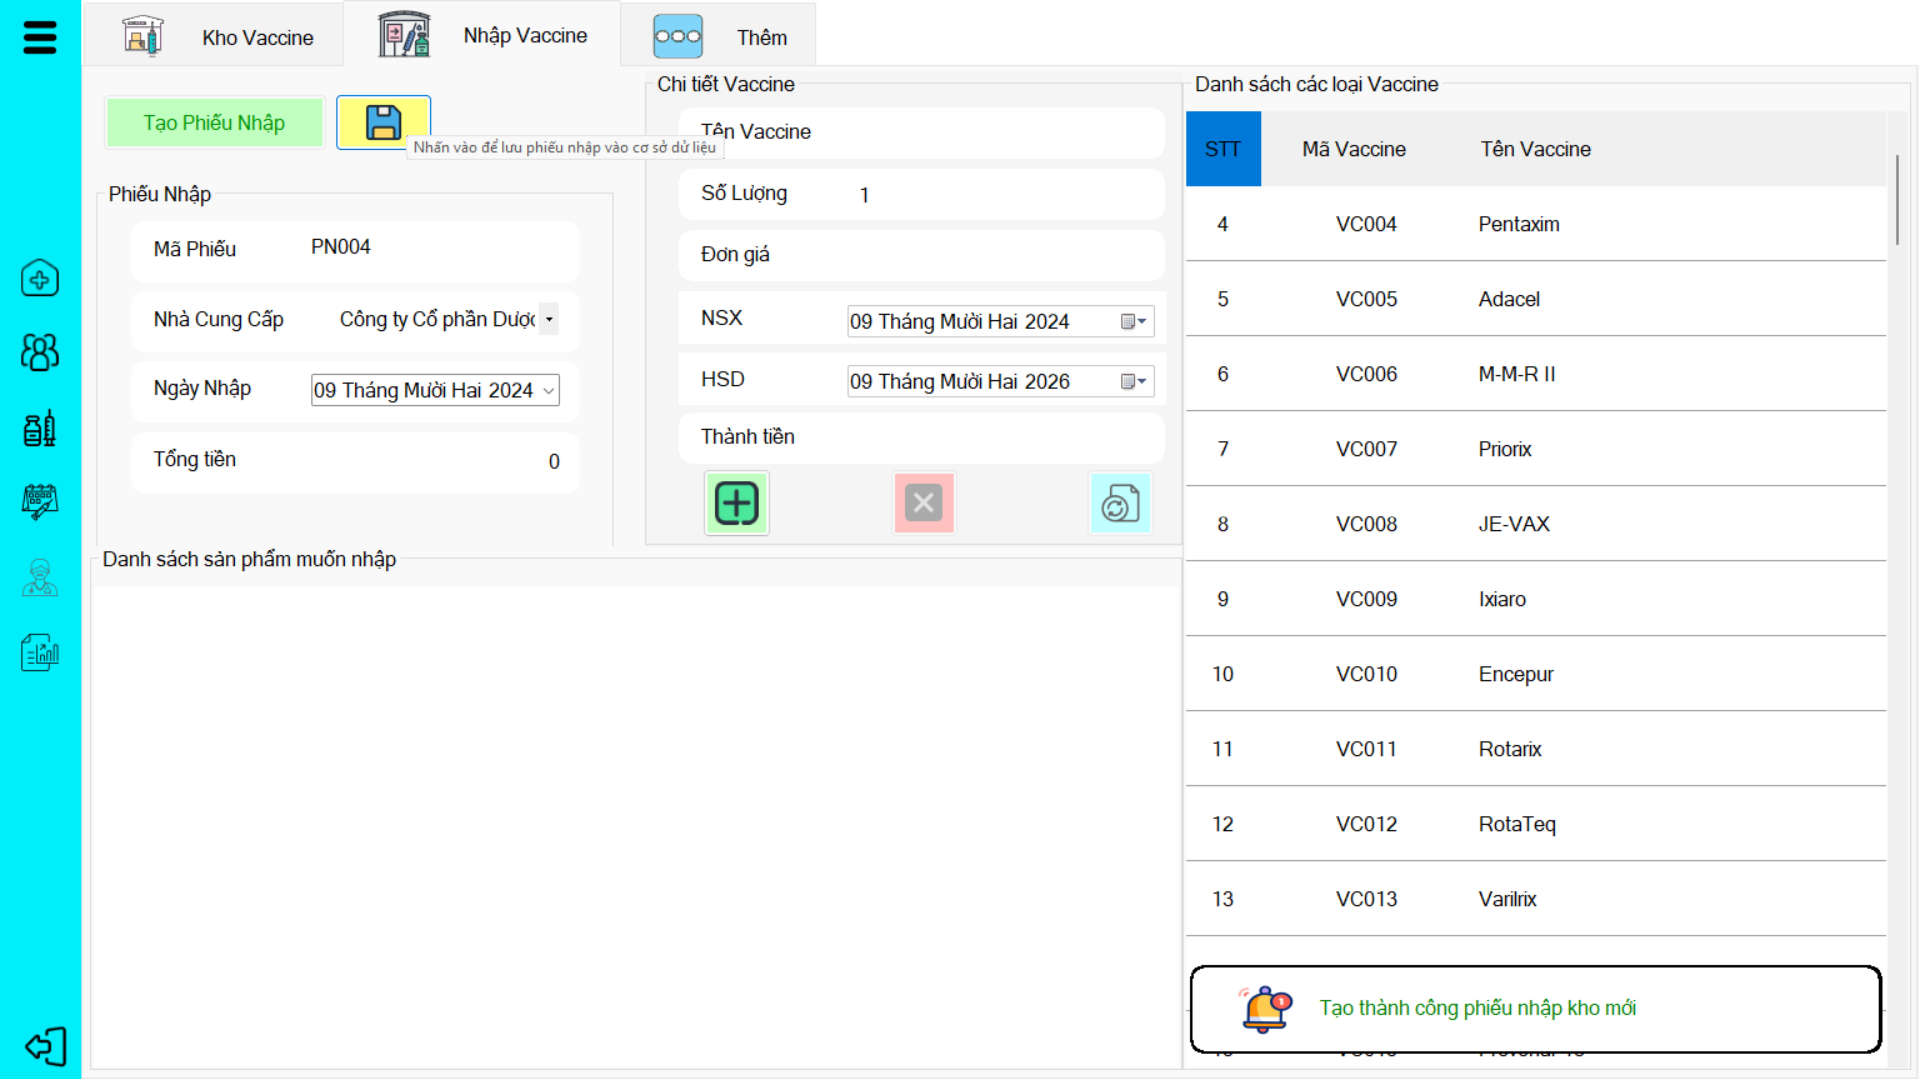 Kho Vaccine
Nhập Vaccine
Thêm
Tạo Phiếu Nhập
Nhấn vào để lưu phiếu nhập vào cơ sở dử liệu
Phiếu Nhập
Mã Phiếu PN004
Nhà Cung Cấp Công ty Cổ phần Dược
Ngày Nhập 09 Tháng Mười Hai 2024
Tổng tiền 0
Chi tiết Vaccine
Tên Vaccine
Số Lượng 1
Đơn giá
NSX 09 Tháng Mười Hai 2024
HSD 09 Tháng Mười Hai 2026
Thành tiền
Danh sách sản phẩm muốn nhập
Danh sách các loại Vaccine
STT Mã Vaccine Tên Vaccine
4 VC004 Pentaxim
5 VC005 Adacel
6 VC006 M-M-R II
7 VC007 Priorix
8 VC008 JE-VAX
9 VC009 Ixiaro
10 VC010 Encepur
11 VC011 Rotarix
12 VC012 RotaTeq
13 VC013 Varilrix
1
Tạo thành công phiếu nhập kho mới